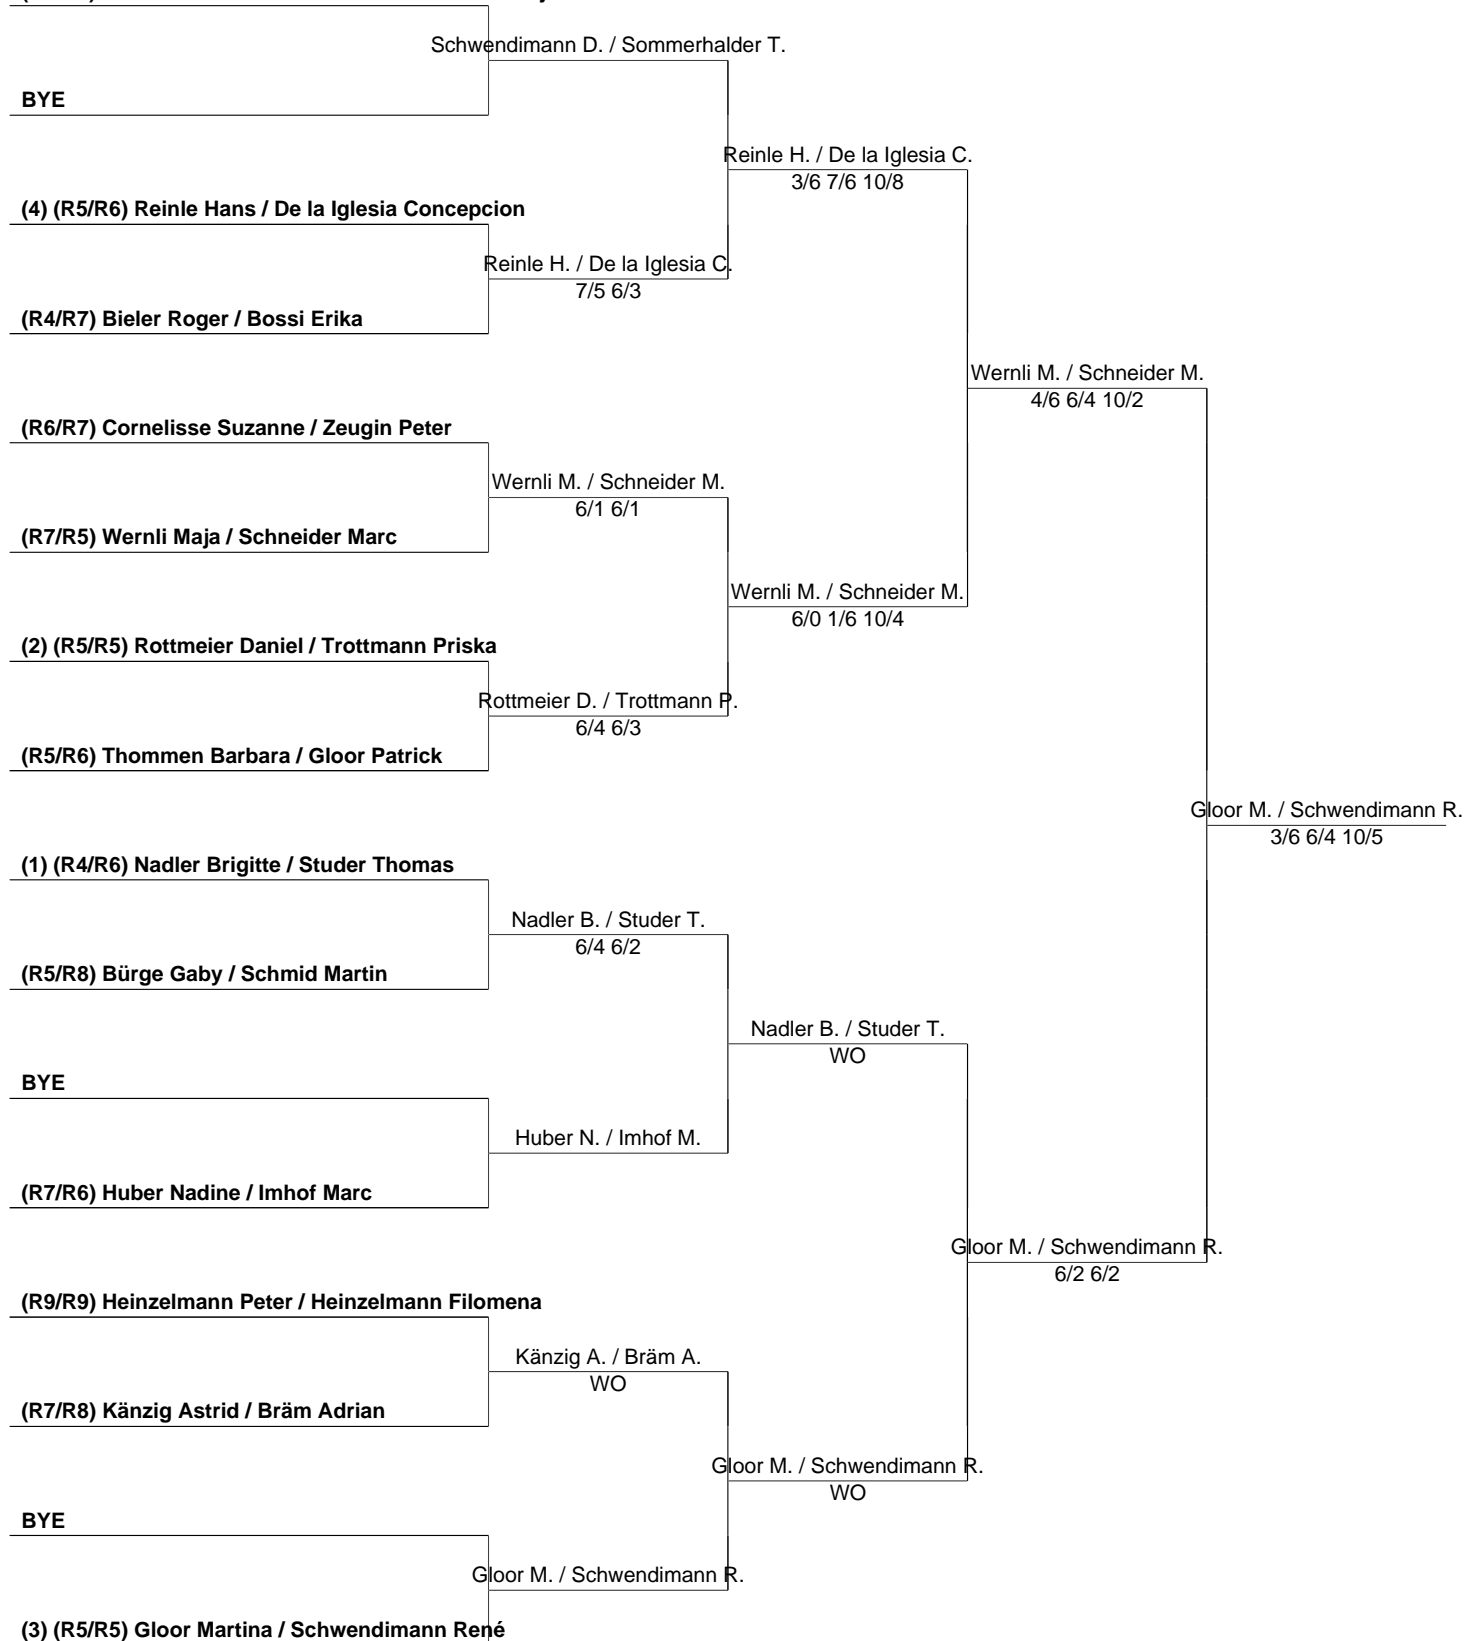 Schwendimann D. / Sommerhalder T.
BYE
Reinle H. / De la Iglesia C.
3/6 7/6 10/8
(4) (R5/R6) Reinle Hans / De la Iglesia Concepcion
Reinle H. / De la Iglesia C.
7/5 6/3
(R4/R7) Bieler Roger / Bossi Erika
Wernli M. / Schneider M.
4/6 6/4 10/2
(R6/R7) Cornelisse Suzanne / Zeugin Peter
Wernli M. / Schneider M.
6/1 6/1
(R7/R5) Wernli Maja / Schneider Marc
Wernli M. / Schneider M.
6/0 1/6 10/4
(2) (R5/R5) Rottmeier Daniel / Trottmann Priska
Rottmeier D. / Trottmann P.
6/4 6/3
(R5/R6) Thommen Barbara / Gloor Patrick
Gloor M. / Schwendimann R.
3/6 6/4 10/5
(1) (R4/R6) Nadler Brigitte / Studer Thomas
Nadler B. / Studer T.
6/4 6/2
(R5/R8) Bürge Gaby / Schmid Martin
Nadler B. / Studer T.
WO
BYE
Huber N. / Imhof M.
(R7/R6) Huber Nadine / Imhof Marc
Gloor M. / Schwendimann R.
6/2 6/2
(R9/R9) Heinzelmann Peter / Heinzelmann Filomena
Känzig A. / Bräm A.
WO
(R7/R8) Känzig Astrid / Bräm Adrian
Gloor M. / Schwendimann R.
WO
BYE
Gloor M. / Schwendimann R.
(3) (R5/R5) Gloor Martina / Schwendimann René